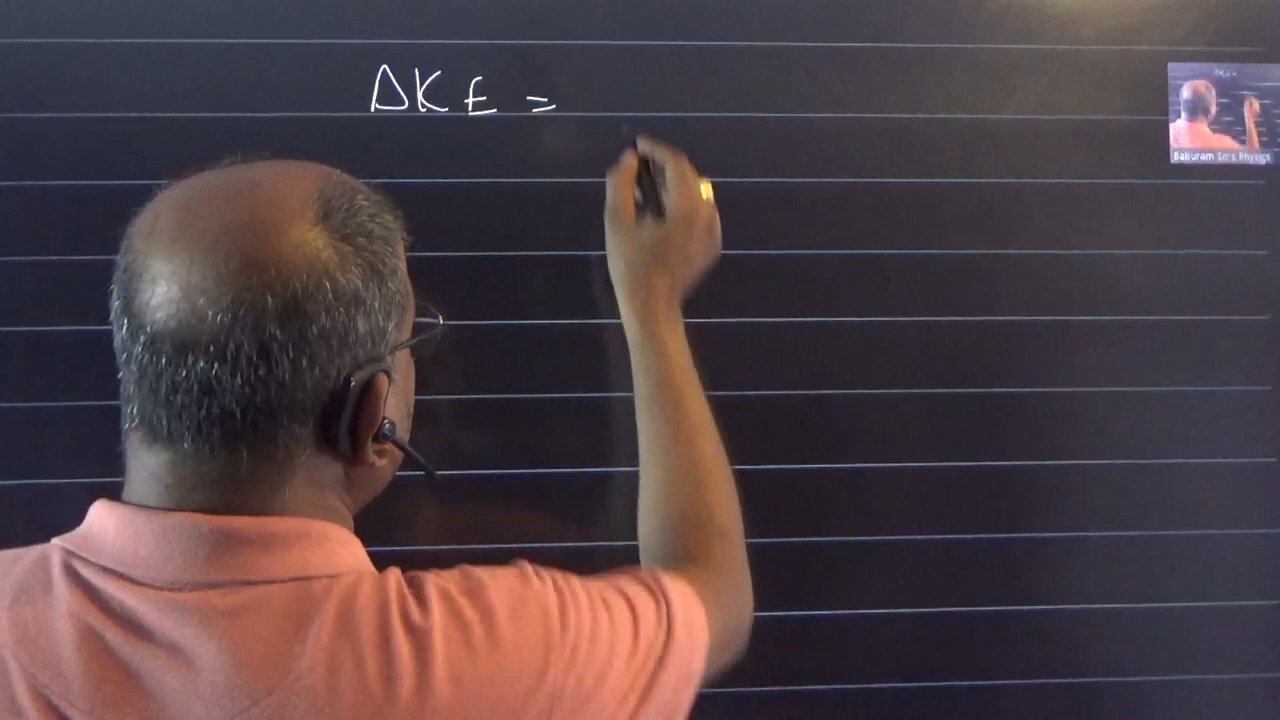 ΔKE =
Baburam Sir's Physics